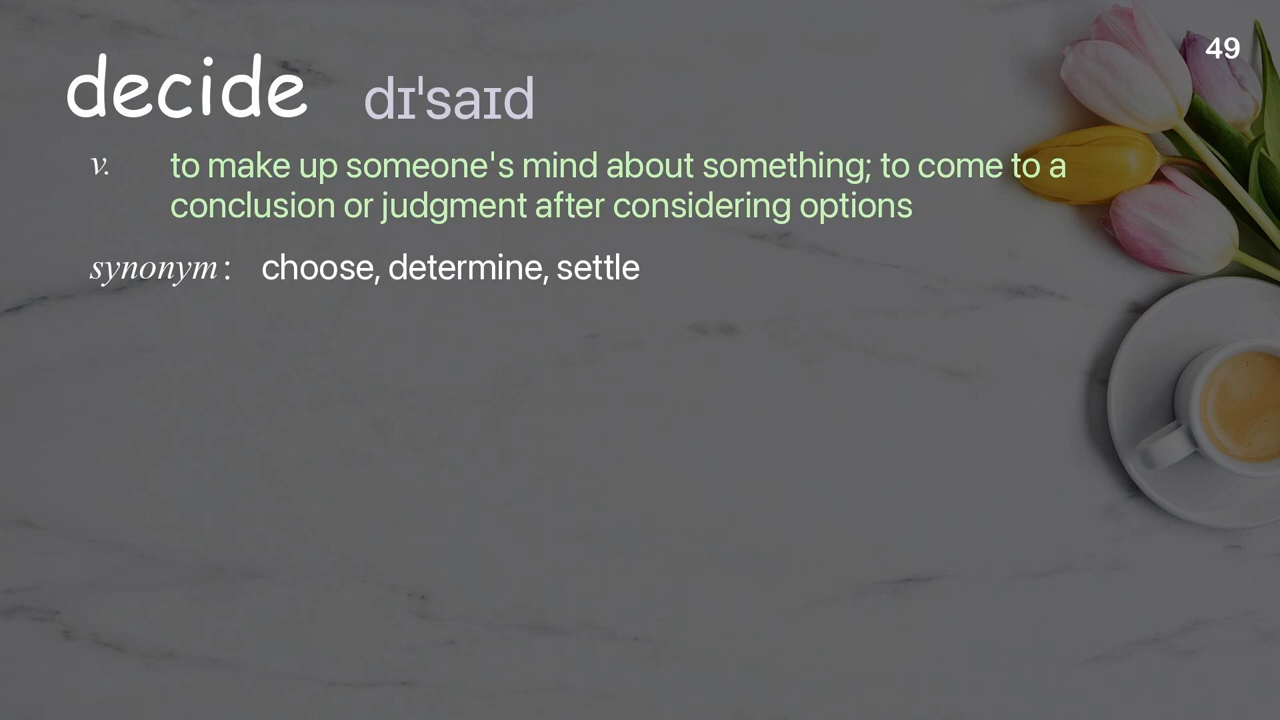 49
decide dɪˈsaɪd
v. to make up someone's mind about something; to come to a
conclusion or judgment after considering options
synonym: choose, determine, settle